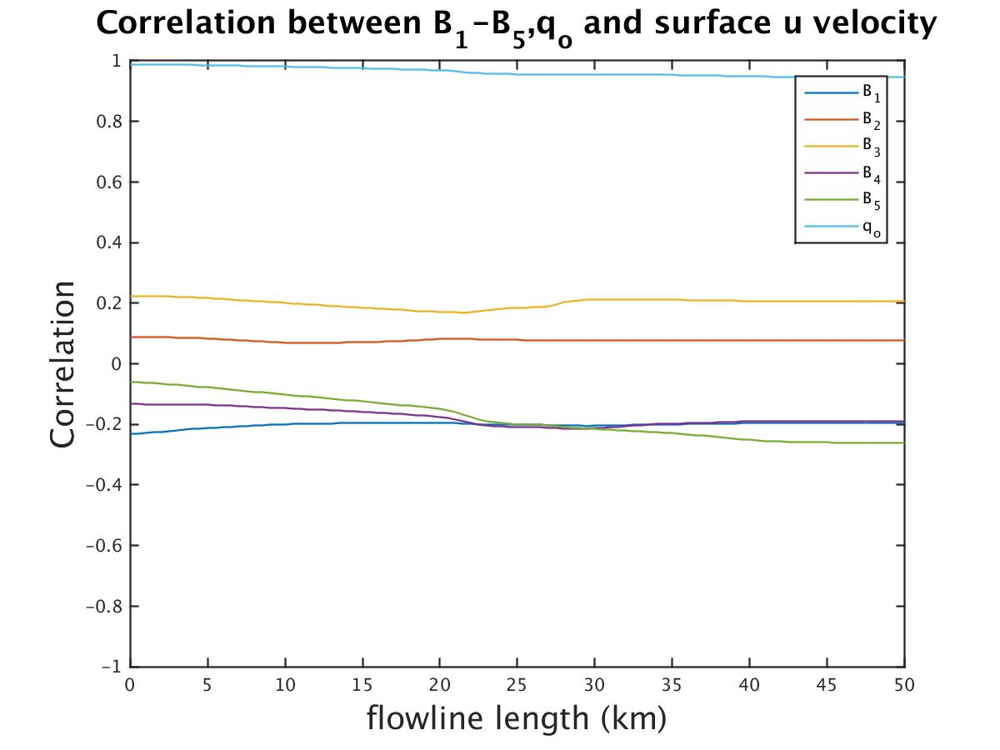 Correlation between B₁−B₅,qₒ and surface u velocity
1
0.8
0.6
0.4
0.2
0
−0.2
−0.4
−0.6
−0.8
−1
Correlation
B₁
B₂
B₃
B₄
B₅
qₒ
0 5 10 15 20 25 30 35 40 45 50
flowline length (km)